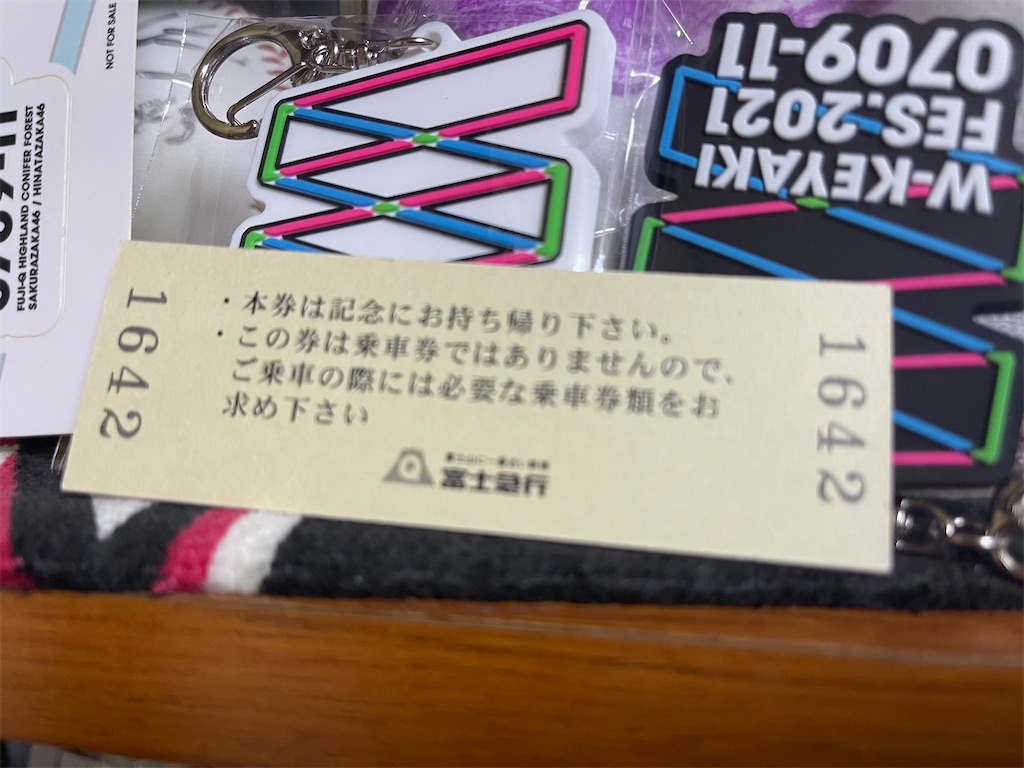 NOT FOR SALE
0709-11
FUJI-Q HIGHLAND CONIFER FOREST
SAKURAZAKA46 / HINATAZAKA46
W-KEYAKI
FES.2021
0709-11
1642
・本券は記念にお持ち帰り下さい。
・この券は乗車券ではありませんので、
ご乗車の際には必要な乗車券類をお
求め下さい
富士急行
1642